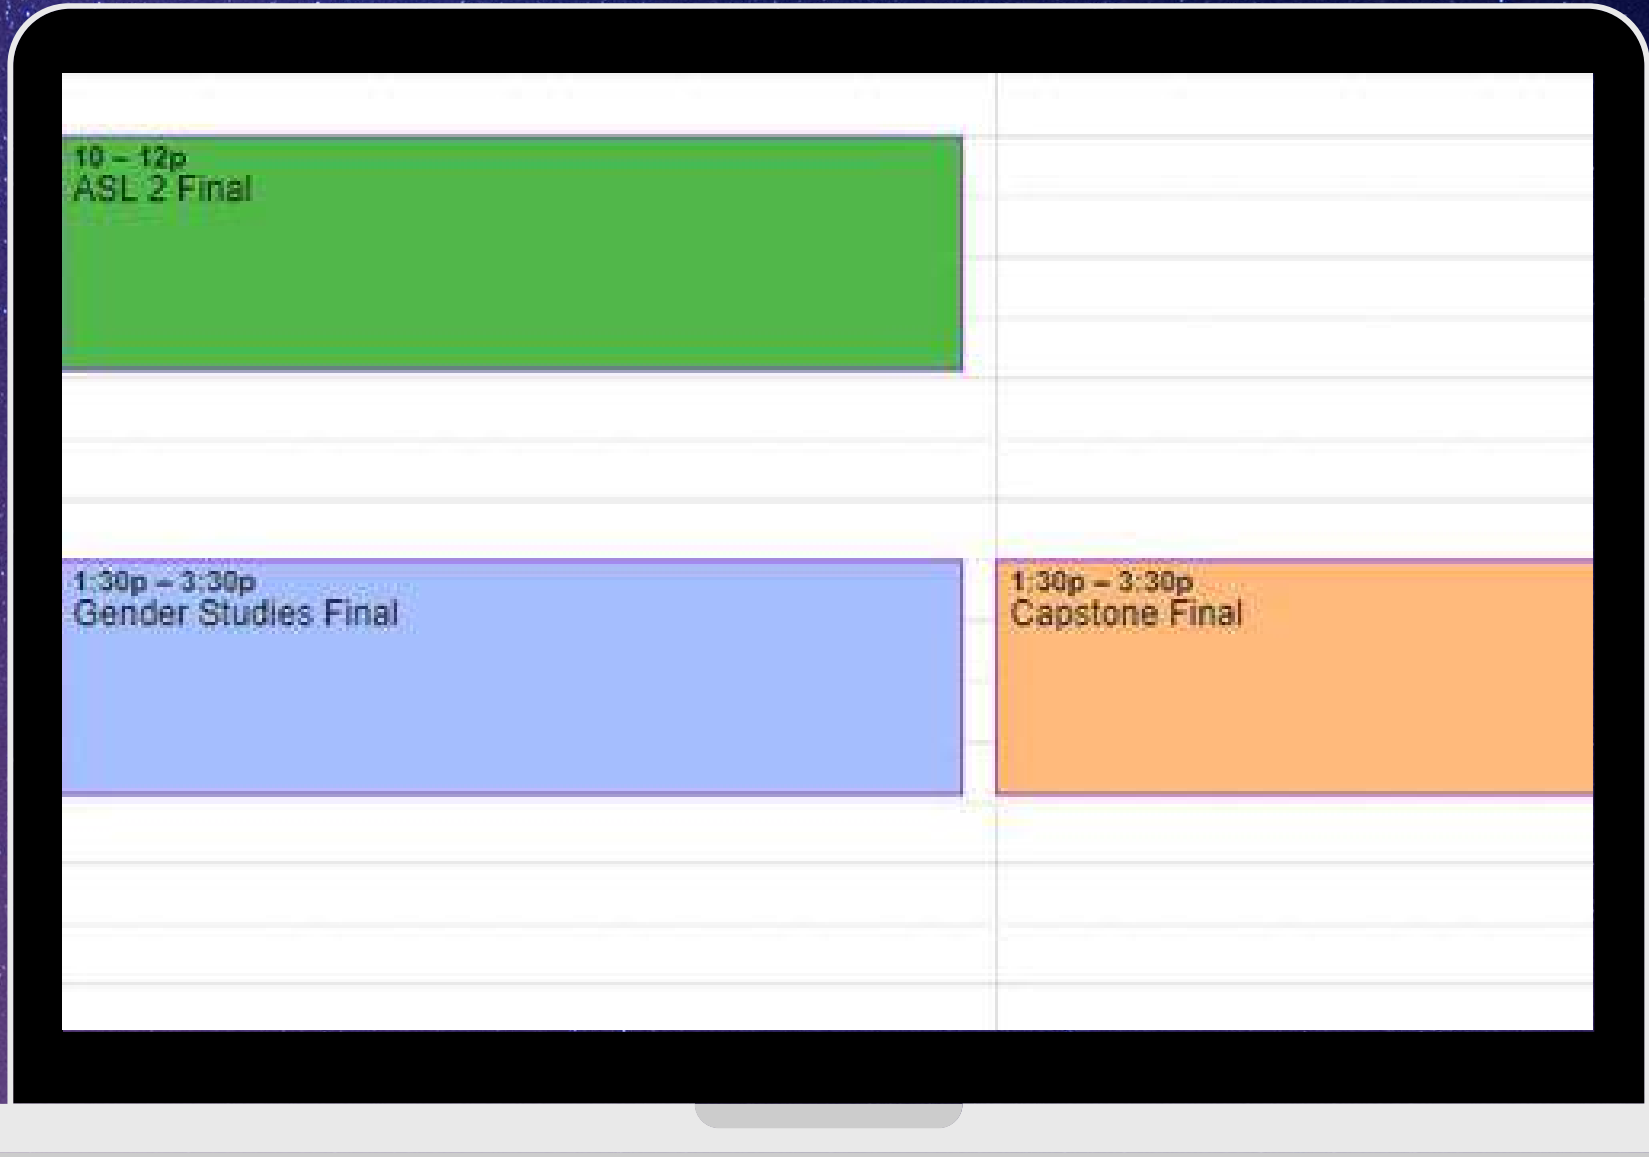 10 – 12p
ASL 2 Final
1:30p – 3:30p
Gender Studies Final
1:30p – 3:30p
Capstone Final